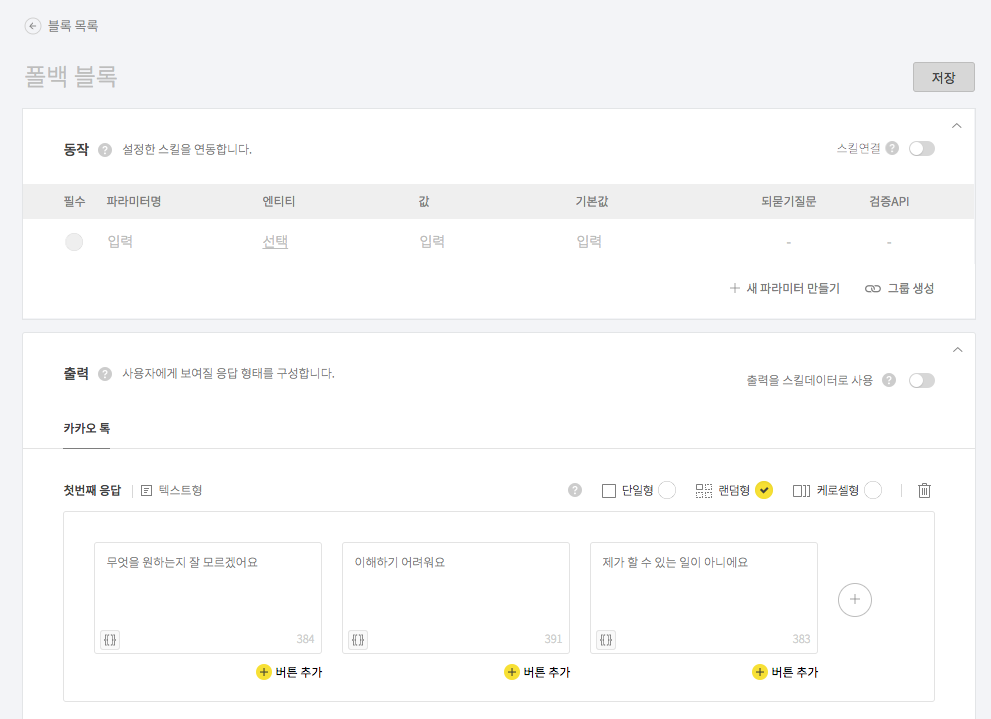 블록 목록
폴백 블록
저장
동작 ? 설정한 스킬을 연동합니다.
스킬연결 ?
필수 파라미터명 엔티티 값 기본값 되묻기질문 검증API
입력 선택 입력 입력 - -
+ 새 파라미터 만들기 그룹 생성
출력 ? 사용자에게 보여질 응답 형태를 구성합니다.
출력을 스킬데이터로 사용 ?
카카오 톡
첫번째 응답 텍스트형 ? 단일형 랜덤형 케로셀형
무엇을 원하는지 잘 모르겠어요 이해하기 어려워요 제가 할 수 있는 일이 아니에요
{[]} 384 {[]} 391 {[]} 383
+ 버튼 추가 + 버튼 추가 + 버튼 추가